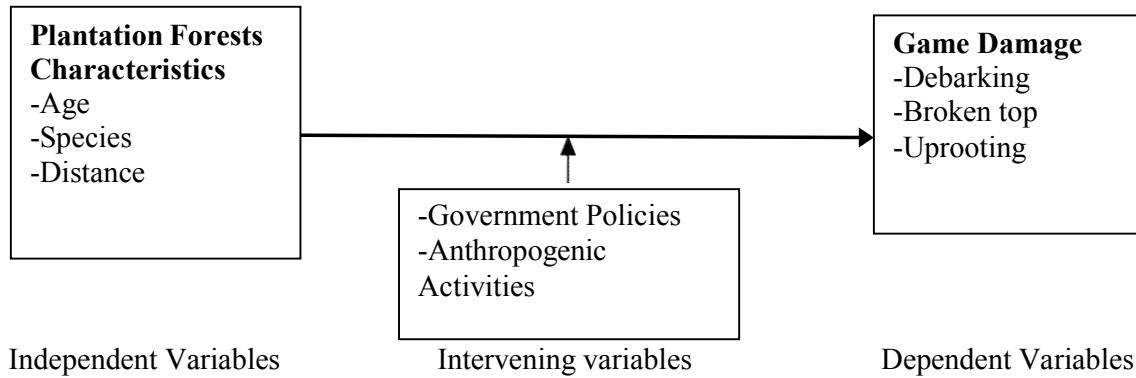 Plantation Forests
Characteristics
-Age
-Species
-Distance
Game Damage
-Debarking
-Broken top
-Uprooting
-Government Policies
-Anthropogenic
Activities
Independent Variables
Intervening variables
Dependent Variables